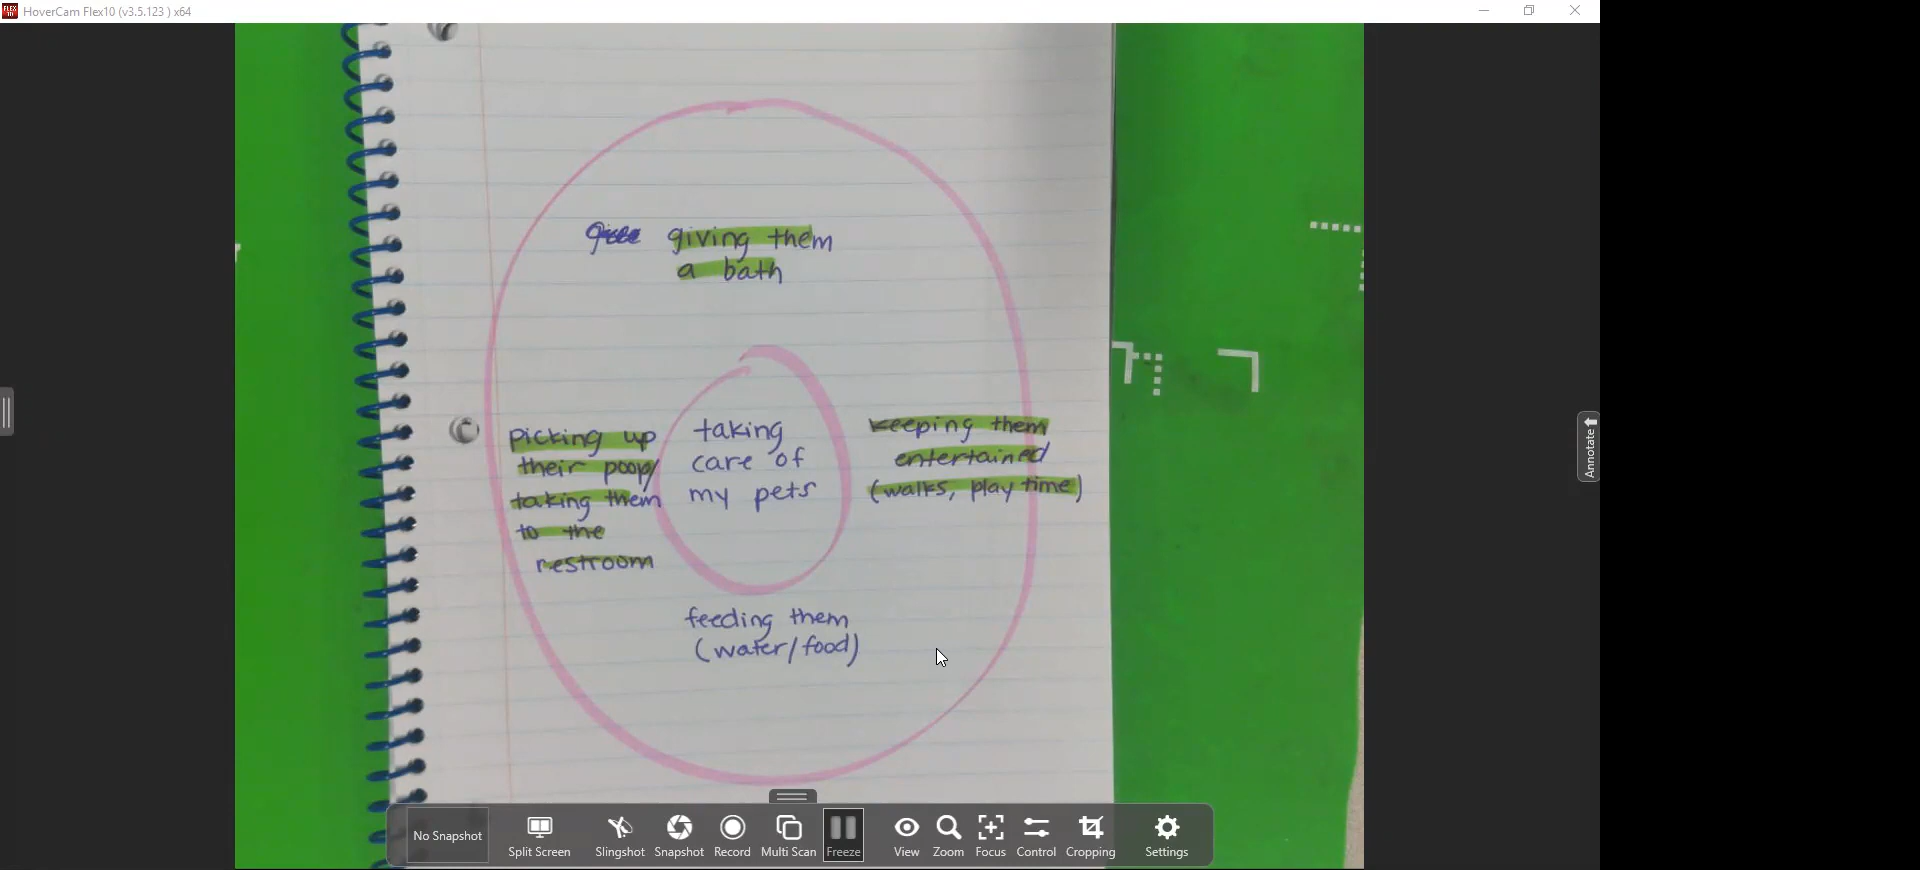 HoverCam Flex10 (v3.5.123 ) x64
giving them
a bath
picking up
their poop/
taking them
to the
restroom
taking
care of
my pets
keeping them
entertained
(walks, play time)
feeding them
(water/food)
Annotate
No Snapshot
Split Screen
Slingshot
Snapshot
Record
Multi Scan
Freeze
View
Zoom
Focus
Control
Cropping
Settings